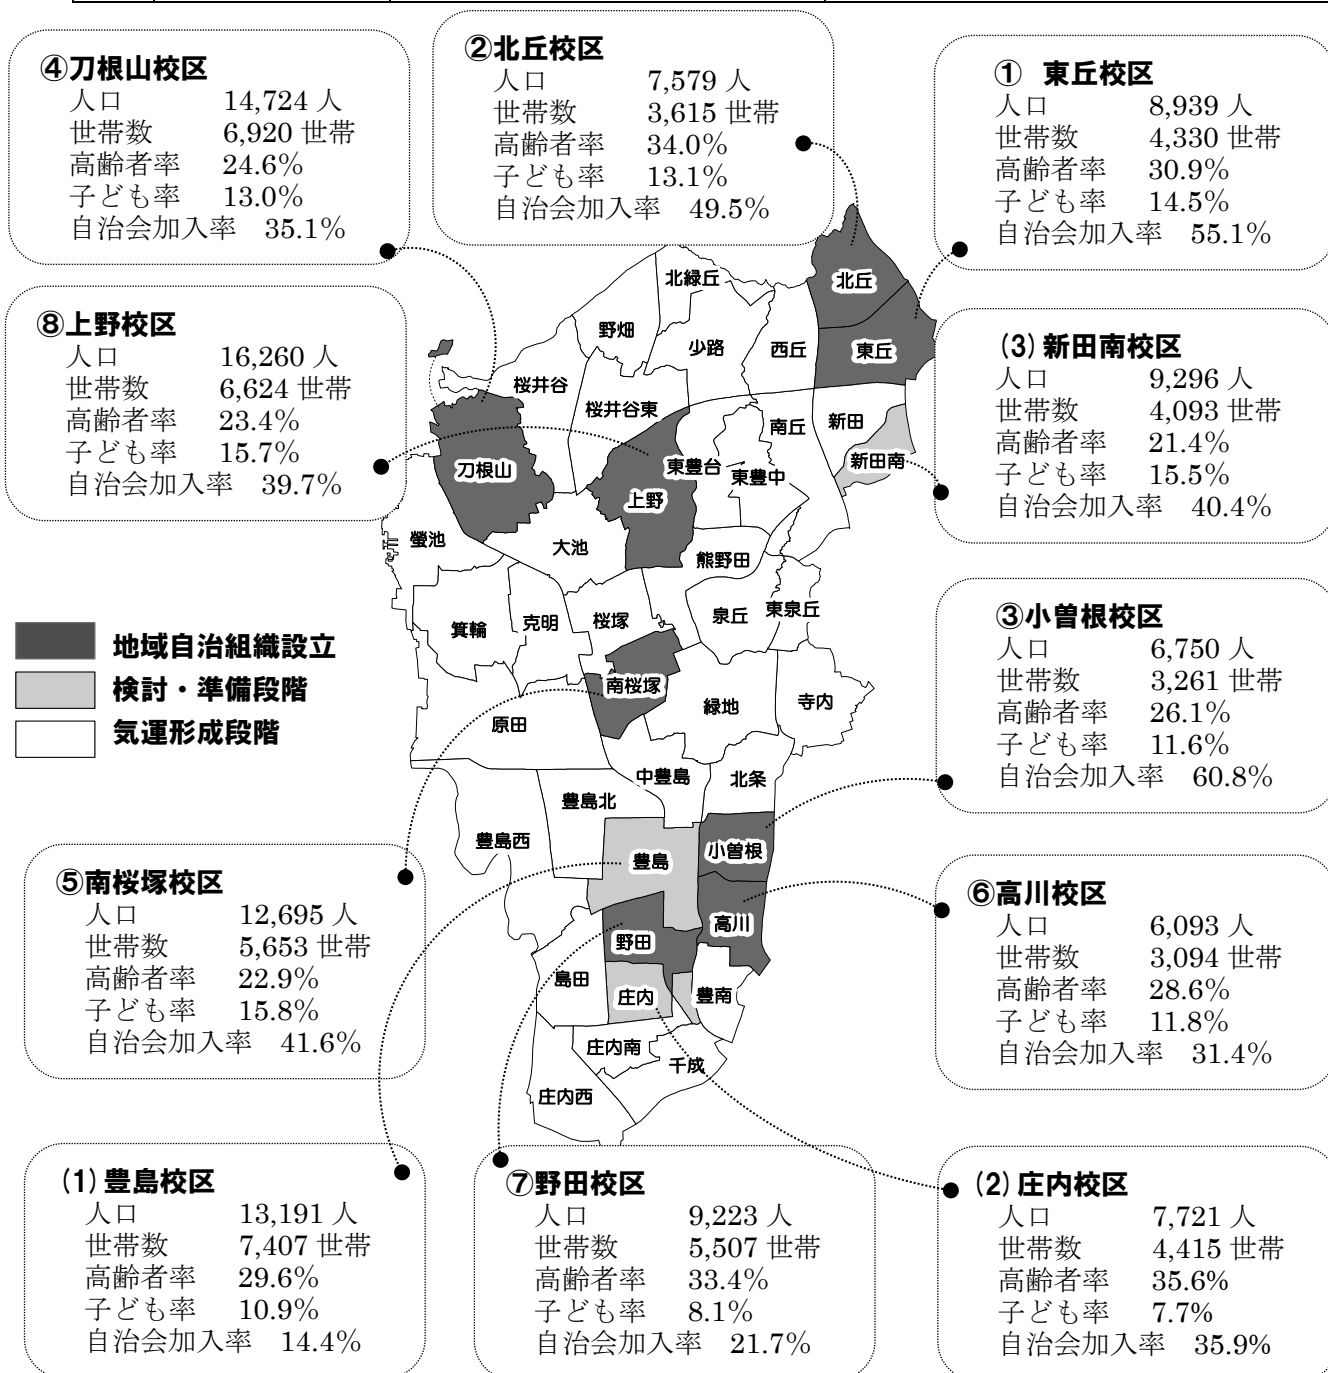 ④刀根山校区
人口 14,724 人
世帯数 6,920 世帯
高齢者率 24.6%
子ども率 13.0%
自治会加入率 35.1%
②北丘校区
人口 7,579 人
世帯数 3,615 世帯
高齢者率 34.0%
子ども率 13.1%
自治会加入率 49.5%
① 東丘校区
人口 8,939 人
世帯数 4,330 世帯
高齢者率 30.9%
子ども率 14.5%
自治会加入率 55.1%
⑧上野校区
人口 16,260 人
世帯数 6,624 世帯
高齢者率 23.4%
子ども率 15.7%
自治会加入率 39.7%
(3)新田南校区
人口 9,296 人
世帯数 4,093 世帯
高齢者率 21.4%
子ども率 15.5%
自治会加入率 40.4%
北緑丘
北丘
野畑
少路
西丘
東丘
桜井谷
桜井谷東
南丘
新田
刀根山
東豊台
東豊中
新田南
上野
螢池
大池
熊野田
箕輪
克明
桜塚
泉丘
東泉丘
南桜塚
原田
緑地
寺内
中豊島
北条
豊島北
豊島西
豊島
小曽根
野田
高川
島田
庄内
豊南
庄内南
千成
庄内西
地域自治組織設立
検討・準備段階
気運形成段階
③小曽根校区
人口 6,750 人
世帯数 3,261 世帯
高齢者率 26.1%
子ども率 11.6%
自治会加入率 60.8%
⑤南桜塚校区
人口 12,695 人
世帯数 5,653 世帯
高齢者率 22.9%
子ども率 15.8%
自治会加入率 41.6%
⑥高川校区
人口 6,093 人
世帯数 3,094 世帯
高齢者率 28.6%
子ども率 11.8%
自治会加入率 31.4%
(1)豊島校区
人口 13,191 人
世帯数 7,407 世帯
高齢者率 29.6%
子ども率 10.9%
自治会加入率 14.4%
⑦野田校区
人口 9,223 人
世帯数 5,507 世帯
高齢者率 33.4%
子ども率 8.1%
自治会加入率 21.7%
(2)庄内校区
人口 7,721 人
世帯数 4,415 世帯
高齢者率 35.6%
子ども率 7.7%
自治会加入率 35.9%